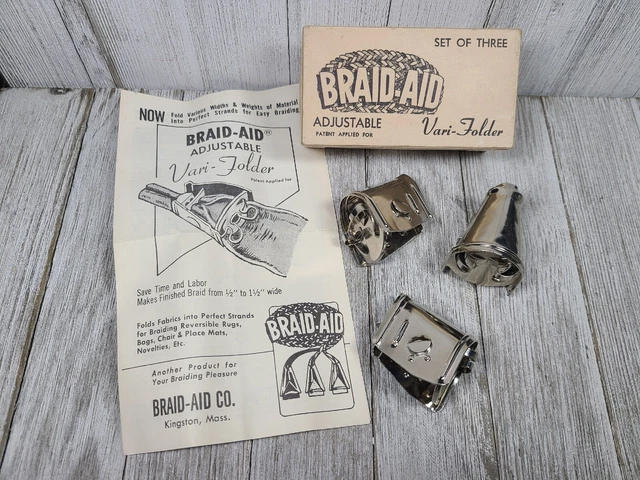 SET OF THREE
BRAID-AID
ADJUSTABLE
PATENT APPLIED FOR
Vari-Folder
NOW Fold Various Widths & Weights of Material
Into Perfect Strands for Easy Braiding
BRAID-AID®
ADJUSTABLE
Vari-Folder
Patent Applied for
Save Time and Labor
Makes Finished Braid from ½" to 1½" wide
Folds Fabrics into Perfect Strands
for Braiding Reversible Rugs,
Bags, Chair & Place Mats,
Novelties, Etc.
BRAID-AID
Another Product for
Your Braiding Pleasure
BRAID-AID CO.
Kingston, Mass.